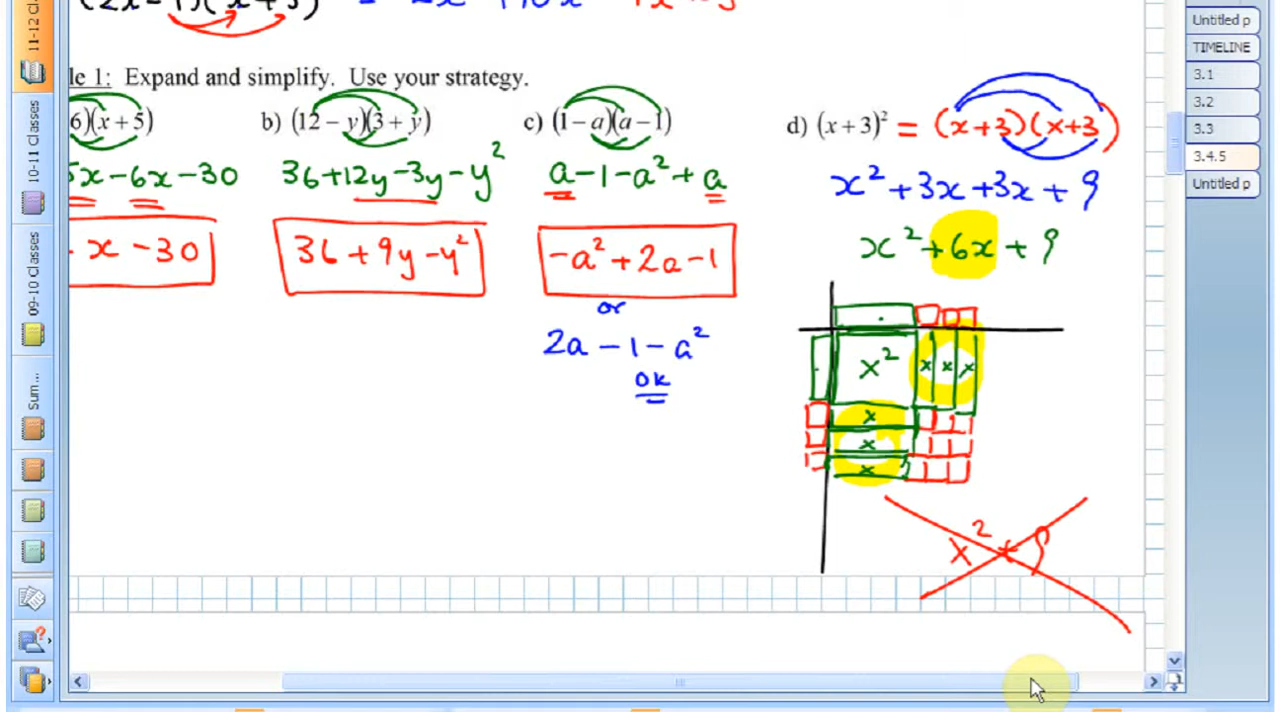 11-12 Cla
10-11 Classes
09-10 Classes
Sum...
le 1: Expand and simplify. Use your strategy.
6)(x + 5)
5x - 6x - 30
x - 30
b) (12 - y)(3 + y)
36 + 12y - 3y - y²
36 + 9y - y²
c) (1 - a)(a - 1)
a - 1 - a² + a
-a² + 2a - 1
or
2a - 1 - a²
OK
d) (x + 3)² = (x+3)(x+3)
x² + 3x + 3x + 9
x² + 6x + 9
x² x x x
x
x
x
x² + 9
Untitled p
TIMELINE
3.1
3.2
3.3
3.4.5
Untitled p